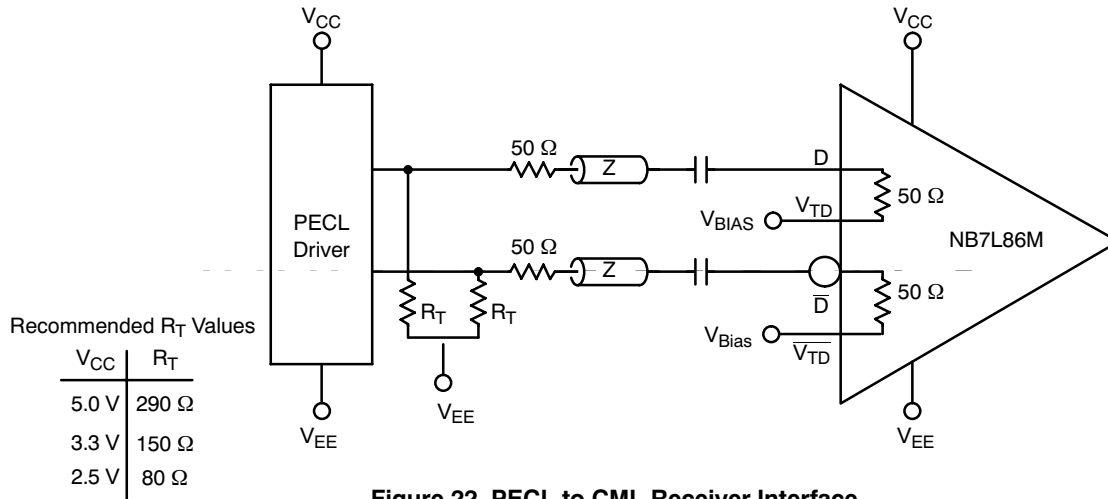 V_CC
V_CC
50 Ω
Z
D
50 Ω
V_BIAS
V_TD
PECL
Driver
NB7L86M
50 Ω
Z
D̅
50 Ω
R_T
R_T
V_Bias
V̅_T̅D̅
Recommended R_T Values
V_CC R_T
5.0 V 290 Ω
3.3 V 150 Ω
2.5 V 80 Ω
V_EE
V_EE
V_EE
Figure 22. PECL to CML Receiver Interface